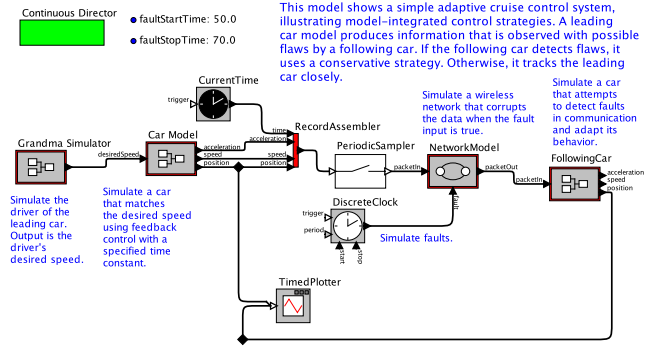 Continuous Director
faultStartTime: 50.0
faultStopTime: 70.0
This model shows a simple adaptive cruise control system,
illustrating model-integrated control strategies. A leading
car model produces information that is observed with possible
flaws by a following car. If the following car detects flaws, it
uses a conservative strategy. Otherwise, it tracks the leading
car closely.
CurrentTime
trigger
Simulate a wireless
network that corrupts
the data when the fault
input is true.
Simulate a car
that attempts
to detect faults
in communication
and adapt its
behavior.
Grandma Simulator
desiredSpeed
Car Model
acceleration
speed
position
time
acceleration
speed
position
RecordAssembler
PeriodicSampler
packetIn
NetworkModel
packetOut
fault
packetIn
FollowingCar
acceleration
speed
position
Simulate the
driver of the
leading car.
Output is the
driver's
desired speed.
Simulate a car
that matches
the desired speed
using feedback
control with a
specified time
constant.
DiscreteClock
trigger
period
start
stop
Simulate faults.
TimedPlotter